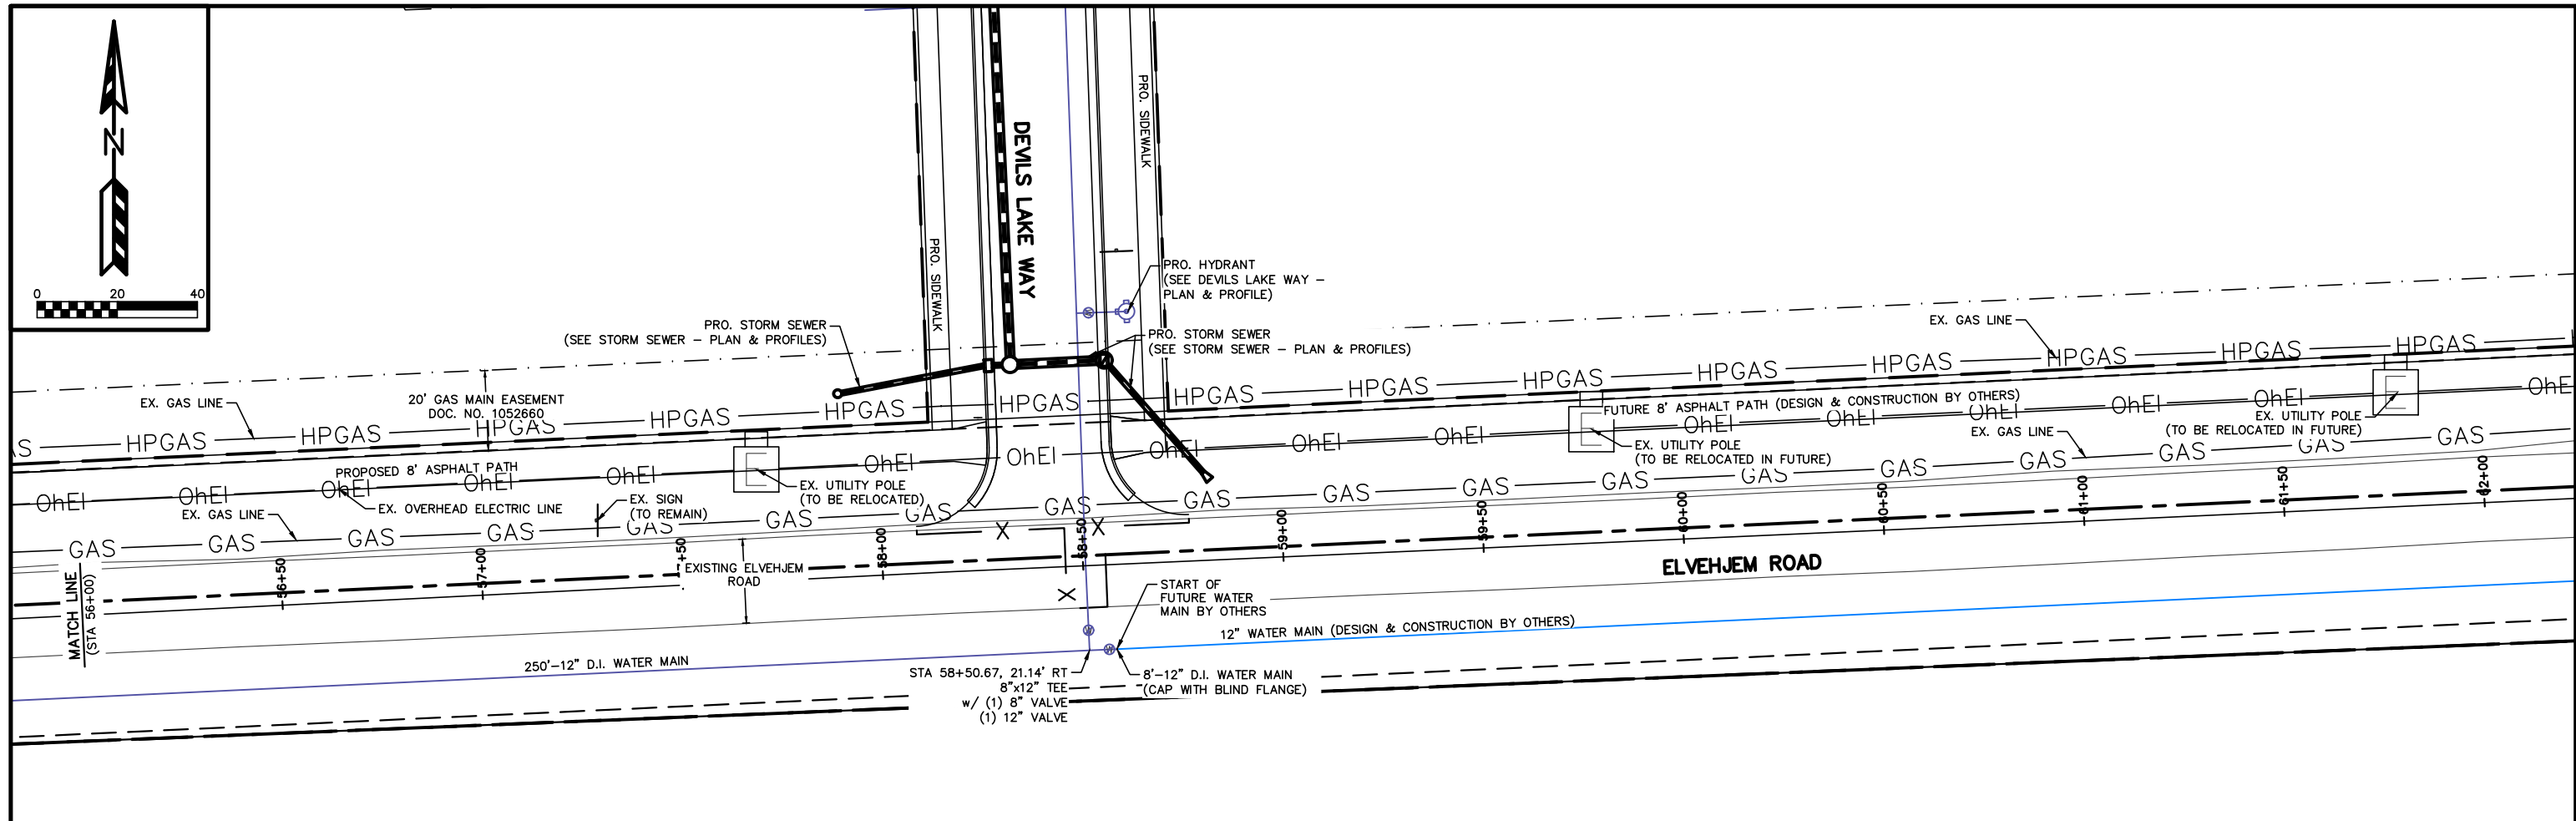 N
0 20 40
DEVILS LAKE WAY
PRO. SIDEWALK
PRO. SIDEWALK
PRO. HYDRANT
(SEE DEVILS LAKE WAY –
PLAN & PROFILE)
PRO. STORM SEWER
(SEE STORM SEWER – PLAN & PROFILES)
PRO. STORM SEWER
(SEE STORM SEWER – PLAN & PROFILES)
EX. GAS LINE
EX. GAS LINE
20' GAS MAIN EASEMENT
DOC. NO. 1052660
AS HPGAS HPGAS HPGAS HPGAS HPGAS HPGAS HPGAS HPGAS HPGAS HPGAS HPGAS HPGAS HPGAS HPGAS
FUTURE 8' ASPHALT PATH (DESIGN & CONSTRUCTION BY OTHERS)
PROPOSED 8' ASPHALT PATH
OhEl OhEl OhEl OhEl OhEl OhEl OhEl OhEl OhEl OhEl OhEl OhEl OhEl OhEl OhE
EX. OVERHEAD ELECTRIC LINE
EX. UTILITY POLE
(TO BE RELOCATED)
EX. UTILITY POLE
(TO BE RELOCATED IN FUTURE)
EX. UTILITY POLE
(TO BE RELOCATED IN FUTURE)
EX. SIGN
(TO REMAIN)
EX. GAS LINE
EX. GAS LINE
GAS GAS GAS GAS GAS GAS GAS GAS GAS GAS GAS GAS GAS GAS GAS GAS GAS GAS GAS
X X
X
MATCH LINE
(STA 56+00)
56+50
57+00
+50
58+00
58+50
59+00
59+50
60+00
60+50
61+00
61+50
62+00
EXISTING ELVEHJEM
ROAD
ELVEHJEM ROAD
START OF
FUTURE WATER
MAIN BY OTHERS
12" WATER MAIN (DESIGN & CONSTRUCTION BY OTHERS)
250'–12" D.I. WATER MAIN
STA 58+50.67, 21.14' RT
8"x12" TEE
w/ (1) 8" VALVE
(1) 12" VALVE
8'–12" D.I. WATER MAIN
(CAP WITH BLIND FLANGE)